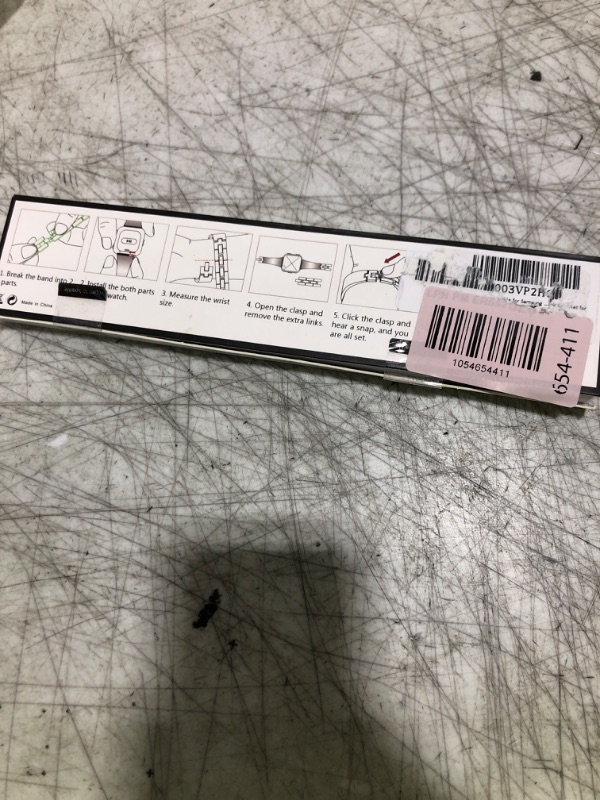 1. Break the band into 2
parts.
2. Install the both parts
watch.
3. Measure the wrist
size.
4. Open the clasp and
remove the extra links.
5. Click the clasp and
hear a snap, and you
are all set.
Made in China
003VP2H
1054654411
654-411